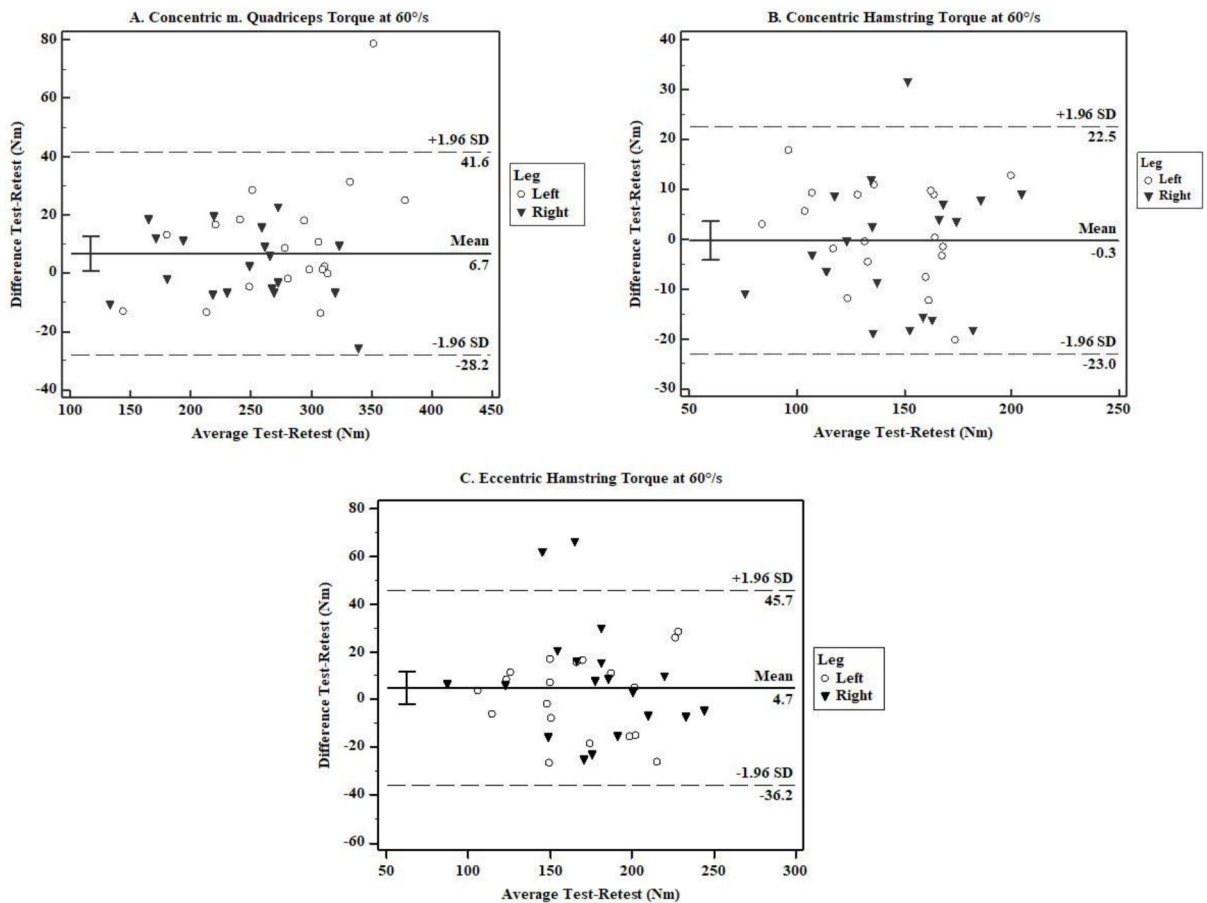 A. Concentric m. Quadriceps Torque at 60°/s
Difference Test-Retest (Nm)
80
60
40
20
0
-20
-40
+1.96 SD
41.6
Mean
6.7
-1.96 SD
-28.2
100 150 200 250 300 350 400 450
Average Test-Retest (Nm)
Leg
Left
Right
B. Concentric Hamstring Torque at 60°/s
Difference Test-Retest (Nm)
40
30
20
10
0
-10
-20
-30
+1.96 SD
22.5
Mean
-0.3
-1.96 SD
-23.0
50 100 150 200 250
Average Test-Retest (Nm)
Leg
Left
Right
C. Eccentric Hamstring Torque at 60°/s
Difference Test-Retest (Nm)
80
60
40
20
0
-20
-40
-60
+1.96 SD
45.7
Mean
4.7
-1.96 SD
-36.2
50 100 150 200 250 300
Average Test-Retest (Nm)
Leg
Left
Right